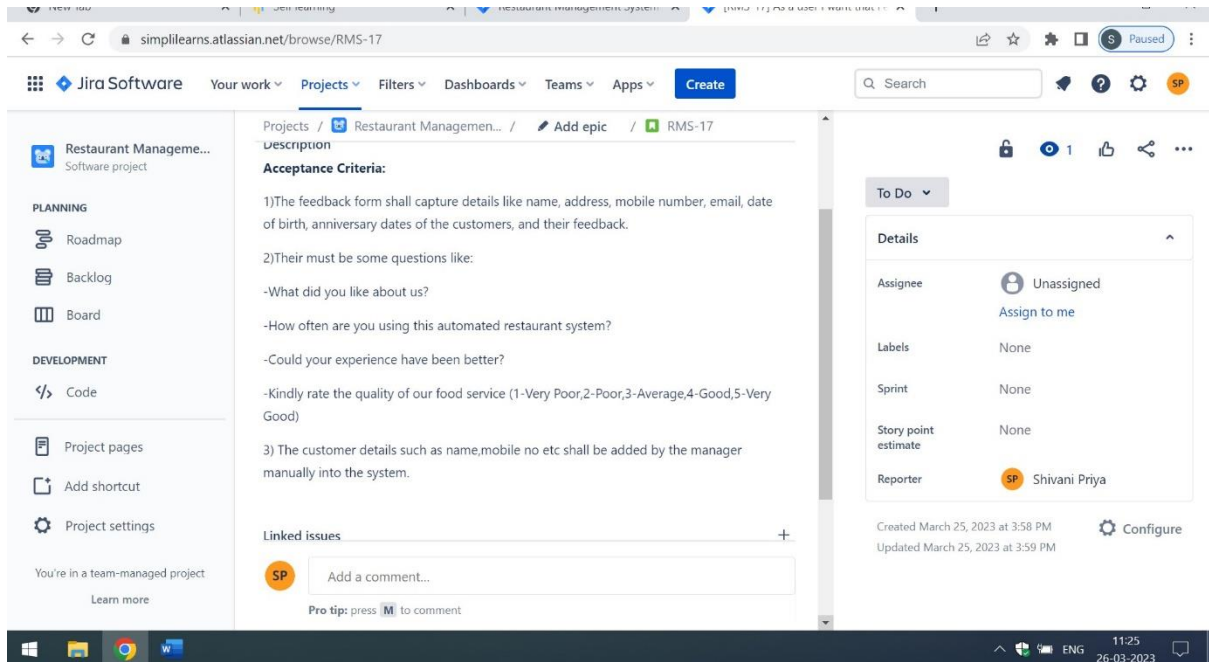 New Tab
Self learning
Restaurant Management System
[RMS-17] As a user I want that
simplilearns.atlassian.net/browse/RMS-17
S Paused
Jira Software Your work Projects Filters Dashboards Teams Apps Create
Search
SP
Projects / Restaurant Managemen... / Add epic / RMS-17
Restaurant Manageme...
Software project
PLANNING
Roadmap
Backlog
Board
DEVELOPMENT
Code
Project pages
Add shortcut
Project settings
You're in a team-managed project
Learn more
Description
Acceptance Criteria:
1)The feedback form shall capture details like name, address, mobile number, email, date
of birth, anniversary dates of the customers, and their feedback.
2)Their must be some questions like:
-What did you like about us?
-How often are you using this automated restaurant system?
-Could your experience have been better?
-Kindly rate the quality of our food service (1-Very Poor,2-Poor,3-Average,4-Good,5-Very
Good)
3) The customer details such as name,mobile no etc shall be added by the manager
manually into the system.
Linked issues
SP
Add a comment...
Pro tip: press M to comment
1
To Do
Details
Assignee Unassigned
Assign to me
Labels None
Sprint None
Story point
estimate
None
Reporter SP Shivani Priya
Created March 25, 2023 at 3:58 PM
Updated March 25, 2023 at 3:59 PM
Configure
ENG
11:25
26-03-2023